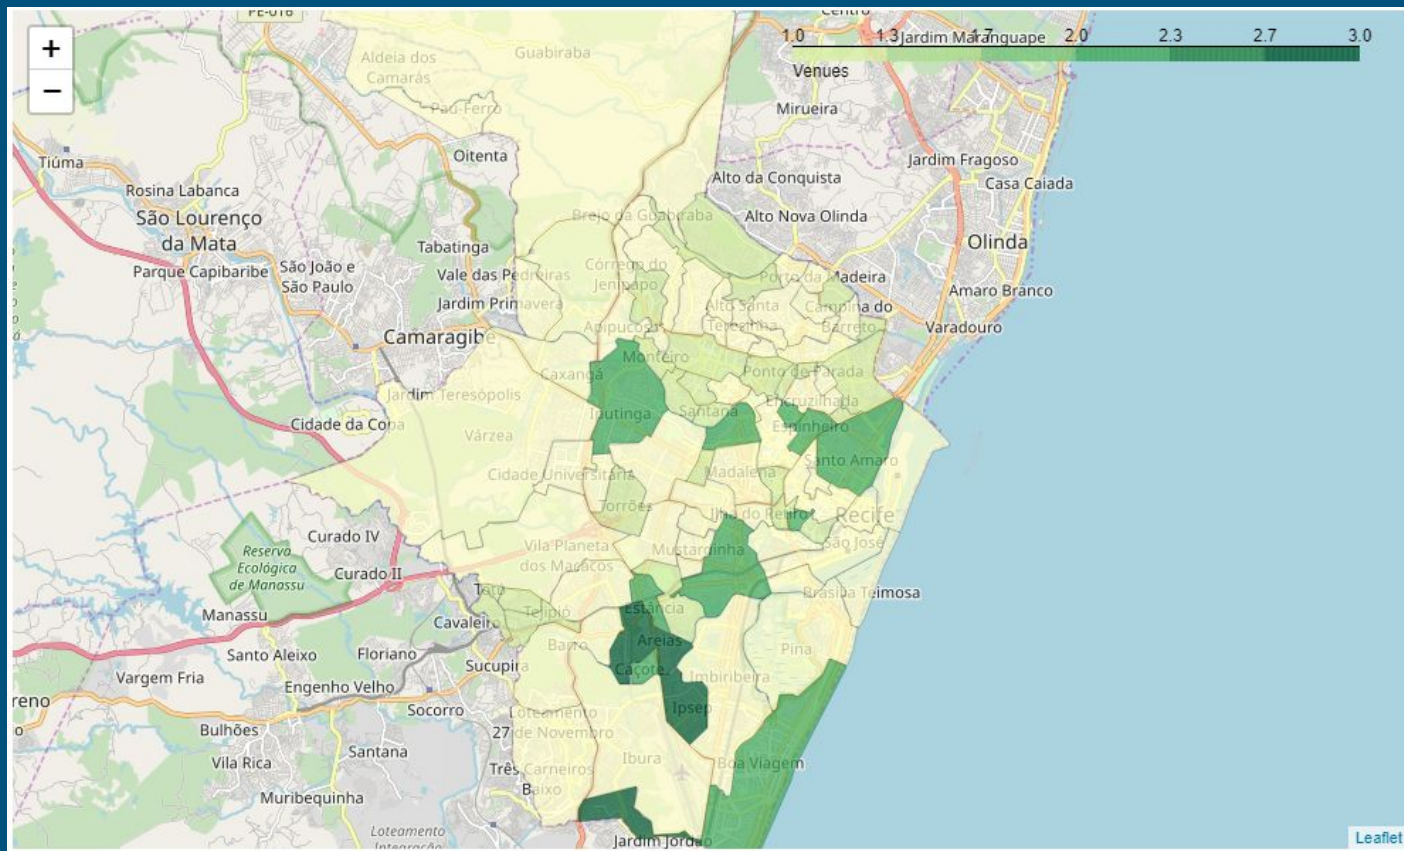 +
−
PE-016
Centro
1.0
1.3
1.7
2.0
2.3
2.7
3.0
Venues
Jardim Maranguape
Aldeia dos
Camarás
Guabiraba
Pau-Ferro
Mirueira
Tiúma
Oitenta
Jardim Fragoso
Rosina Labanca
Alto da Conquista
Casa Caiada
São Lourenço
da Mata
Brejo da Guabiraba
Alto Nova Olinda
Tabatinga
Olinda
Parque Capibaribe
São João e
São Paulo
Vale das Pedreiras
Córrego do
Jenipapo
Porto da Madeira
Amaro Branco
Jardim Primavera
Alto Santa
Terezinha
Campina do
Barreto
Camaragibe
Apipucos
Varadouro
Monteiro
Caxangá
Ponto de Parada
Jardim Teresópolis
Encruzilhada
Iputinga
Santana
Cidade da Copa
Várzea
Espinheiro
Santo Amaro
Cidade Universitária
Madalena
Torrões
Ilha do Retiro
Recife
Curado IV
Vila Planeta
dos Macacos
Mustardinha
São José
Reserva
Ecológica
de Manassu
Curado II
Totó
Brasília Teimosa
Manassu
Tejipió
Estância
Cavaleiro
Barro
Areias
Pina
Santo Aleixo
Floriano
Sucupira
Caçote
Imbiribeira
Vargem Fria
Engenho Velho
reno
Socorro
Ipsep
Loteamento
27 de Novembro
Bulhões
Santana
Vila Rica
Ibura
Boa Viagem
Três Carneiros
Baixo
Muribequinha
Loteamento
Integração
Jardim Jordão
Leaflet